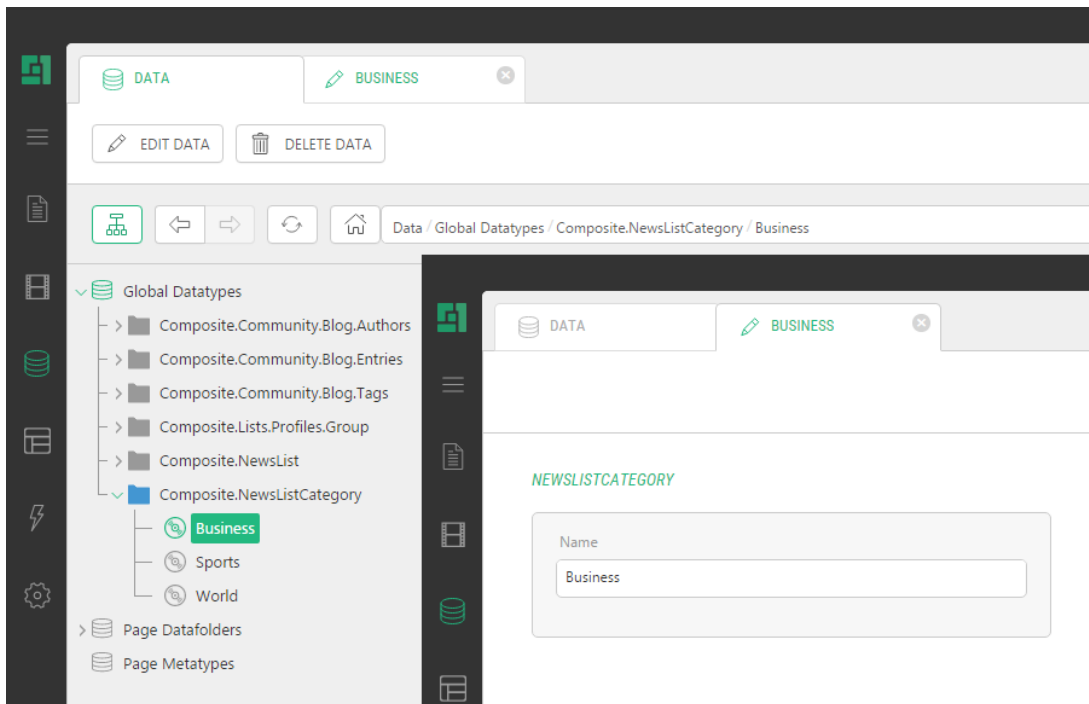 DATA BUSINESS
EDIT DATA DELETE DATA
Data / Global Datatypes / Composite.NewsListCategory / Business
Global Datatypes
Composite.Community.Blog.Authors
Composite.Community.Blog.Entries
Composite.Community.Blog.Tags
Composite.Lists.Profiles.Group
Composite.NewsList
Composite.NewsListCategory
Business
Sports
World
Page Datafolders
Page Metatypes
DATA BUSINESS
NEWSLISTCATEGORY
Name
Business